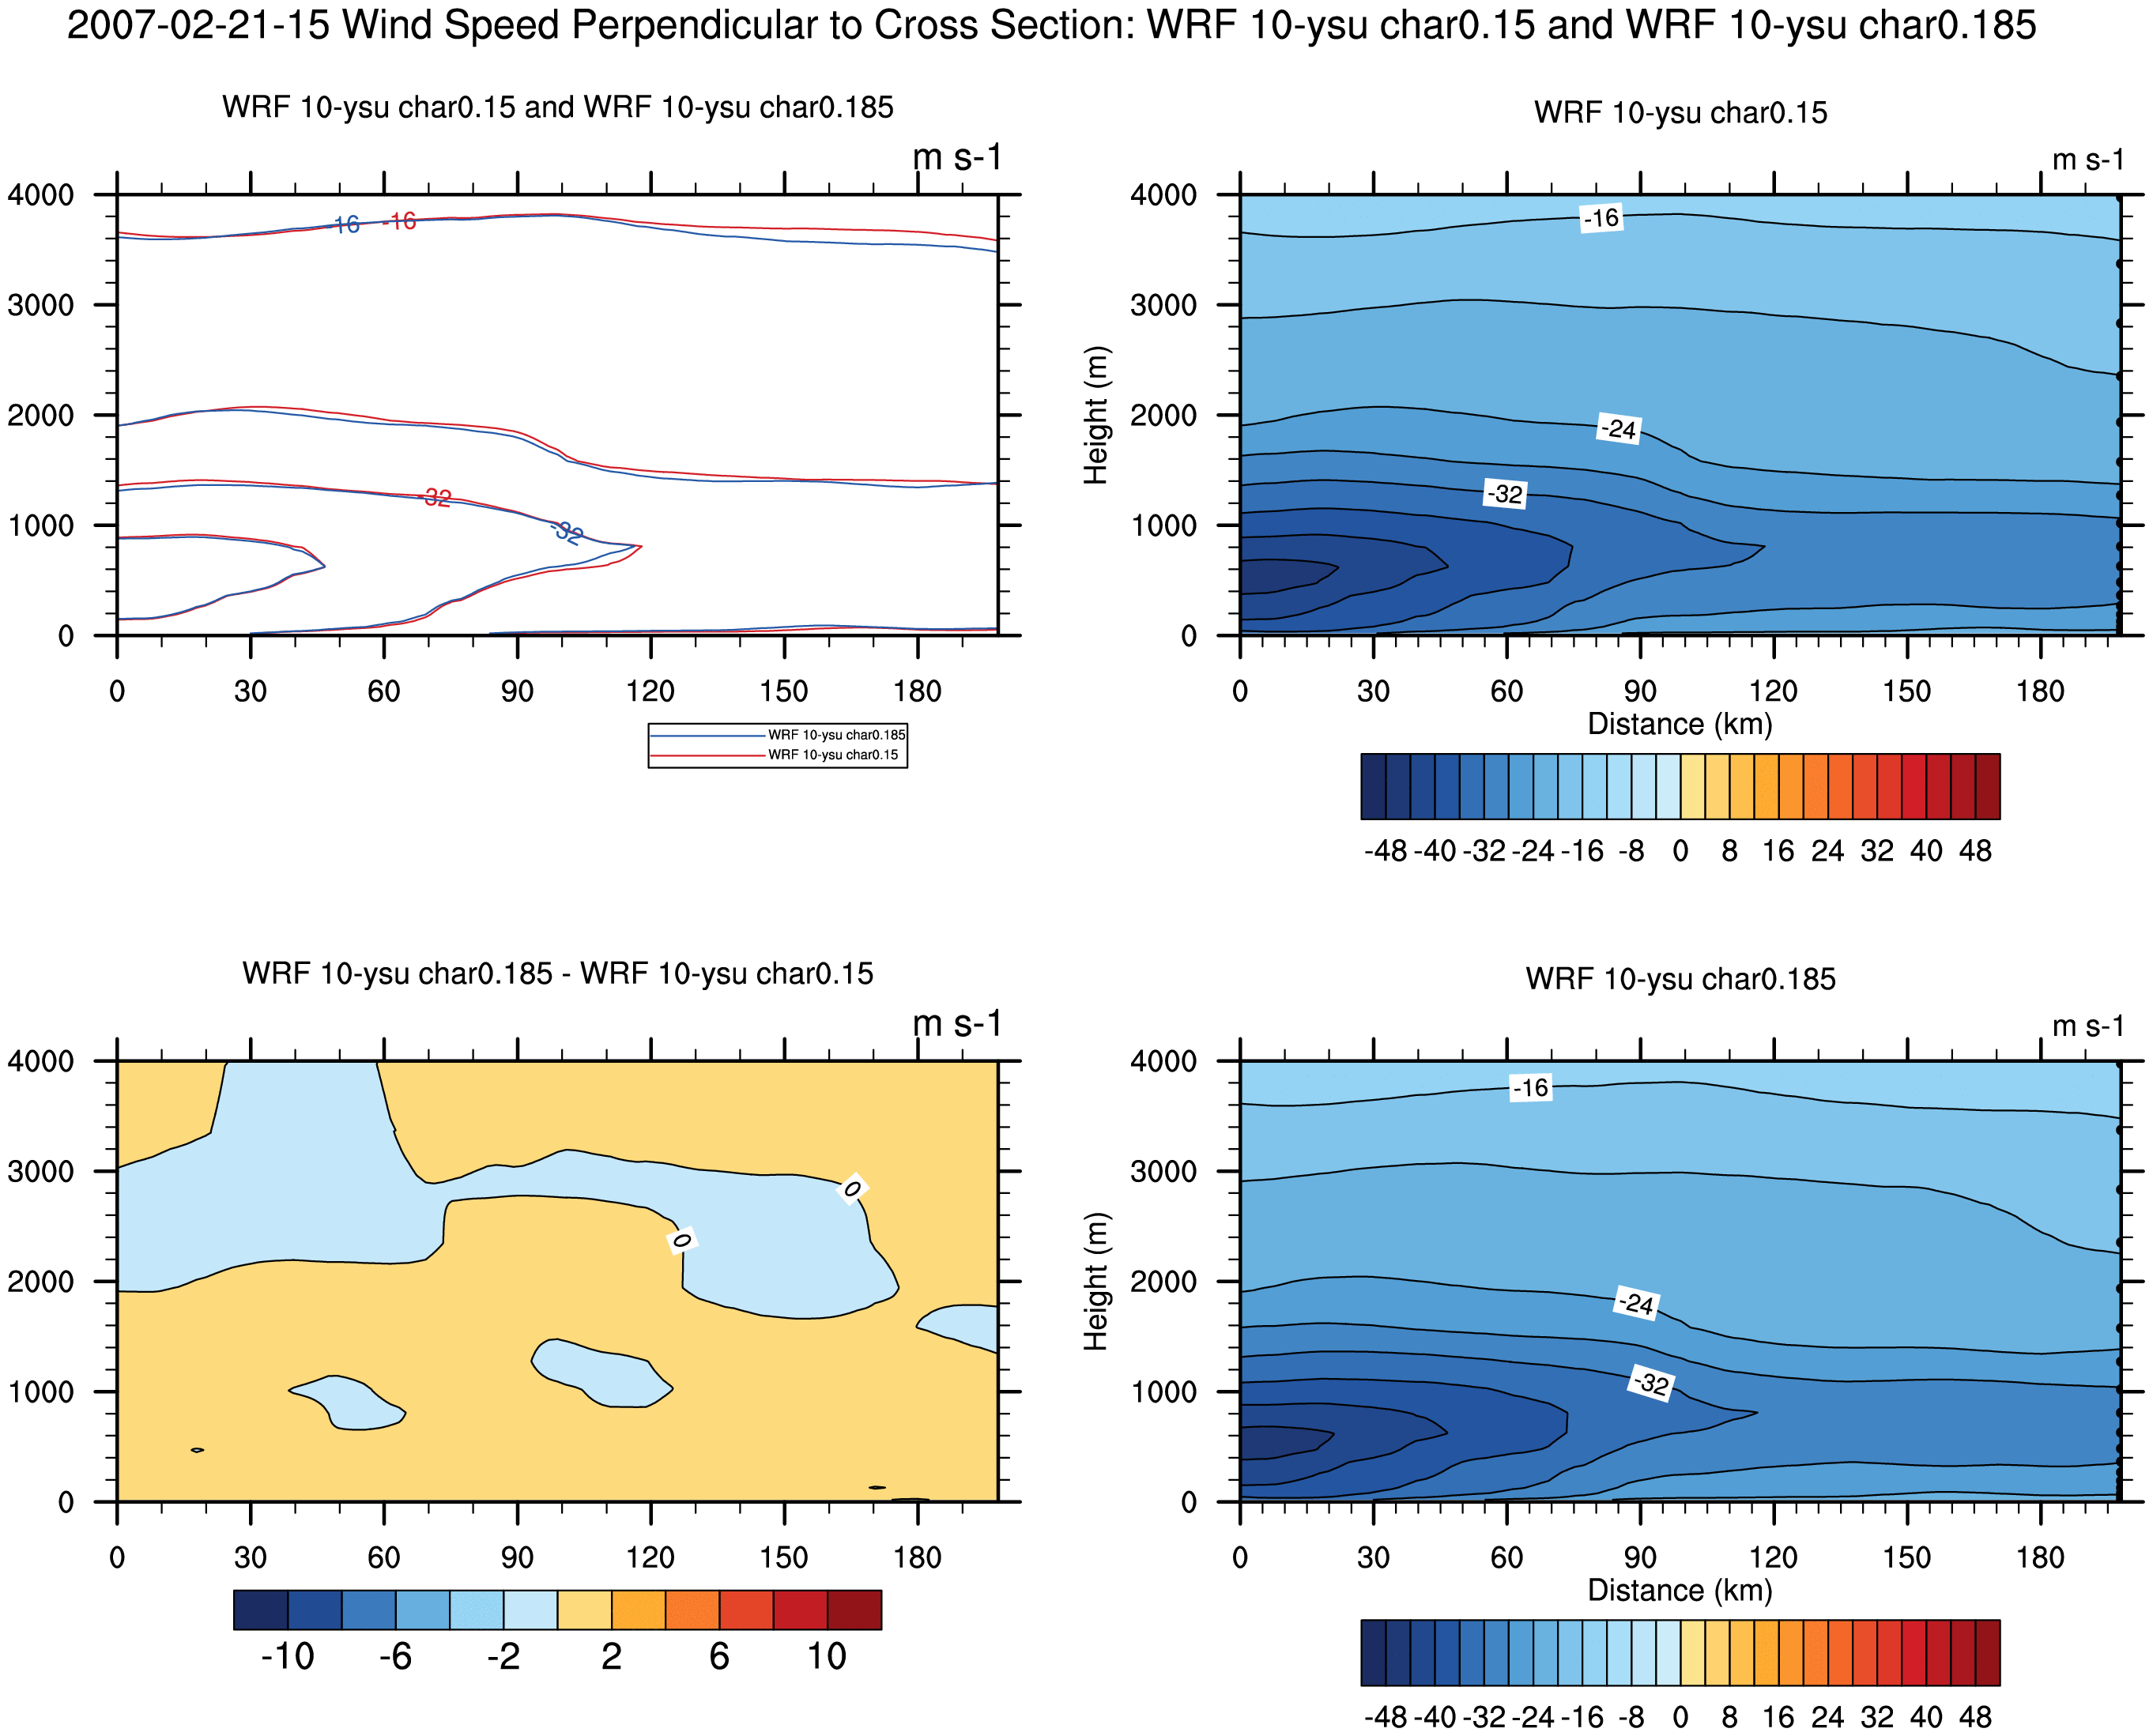 2007-02-21-15 Wind Speed Perpendicular to Cross Section: WRF 10-ysu char0.15 and WRF 10-ysu char0.185
WRF 10-ysu char0.15 and WRF 10-ysu char0.185
m s-1
4000
3000
2000
1000
0
-16
-16
-32
-32
0 30 60 90 120 150 180
WRF 10-ysu char0.185
WRF 10-ysu char0.15
WRF 10-ysu char0.15
m s-1
Height (m)
4000
3000
2000
1000
0
-16
-24
-32
0 30 60 90 120 150 180
Distance (km)
-48 -40 -32 -24 -16 -8 0 8 16 24 32 40 48
WRF 10-ysu char0.185 - WRF 10-ysu char0.15
m s-1
4000
3000
2000
1000
0
0
0
0 30 60 90 120 150 180
-10 -6 -2 2 6 10
WRF 10-ysu char0.185
m s-1
Height (m)
4000
3000
2000
1000
0
-16
-24
-32
0 30 60 90 120 150 180
Distance (km)
-48 -40 -32 -24 -16 -8 0 8 16 24 32 40 48